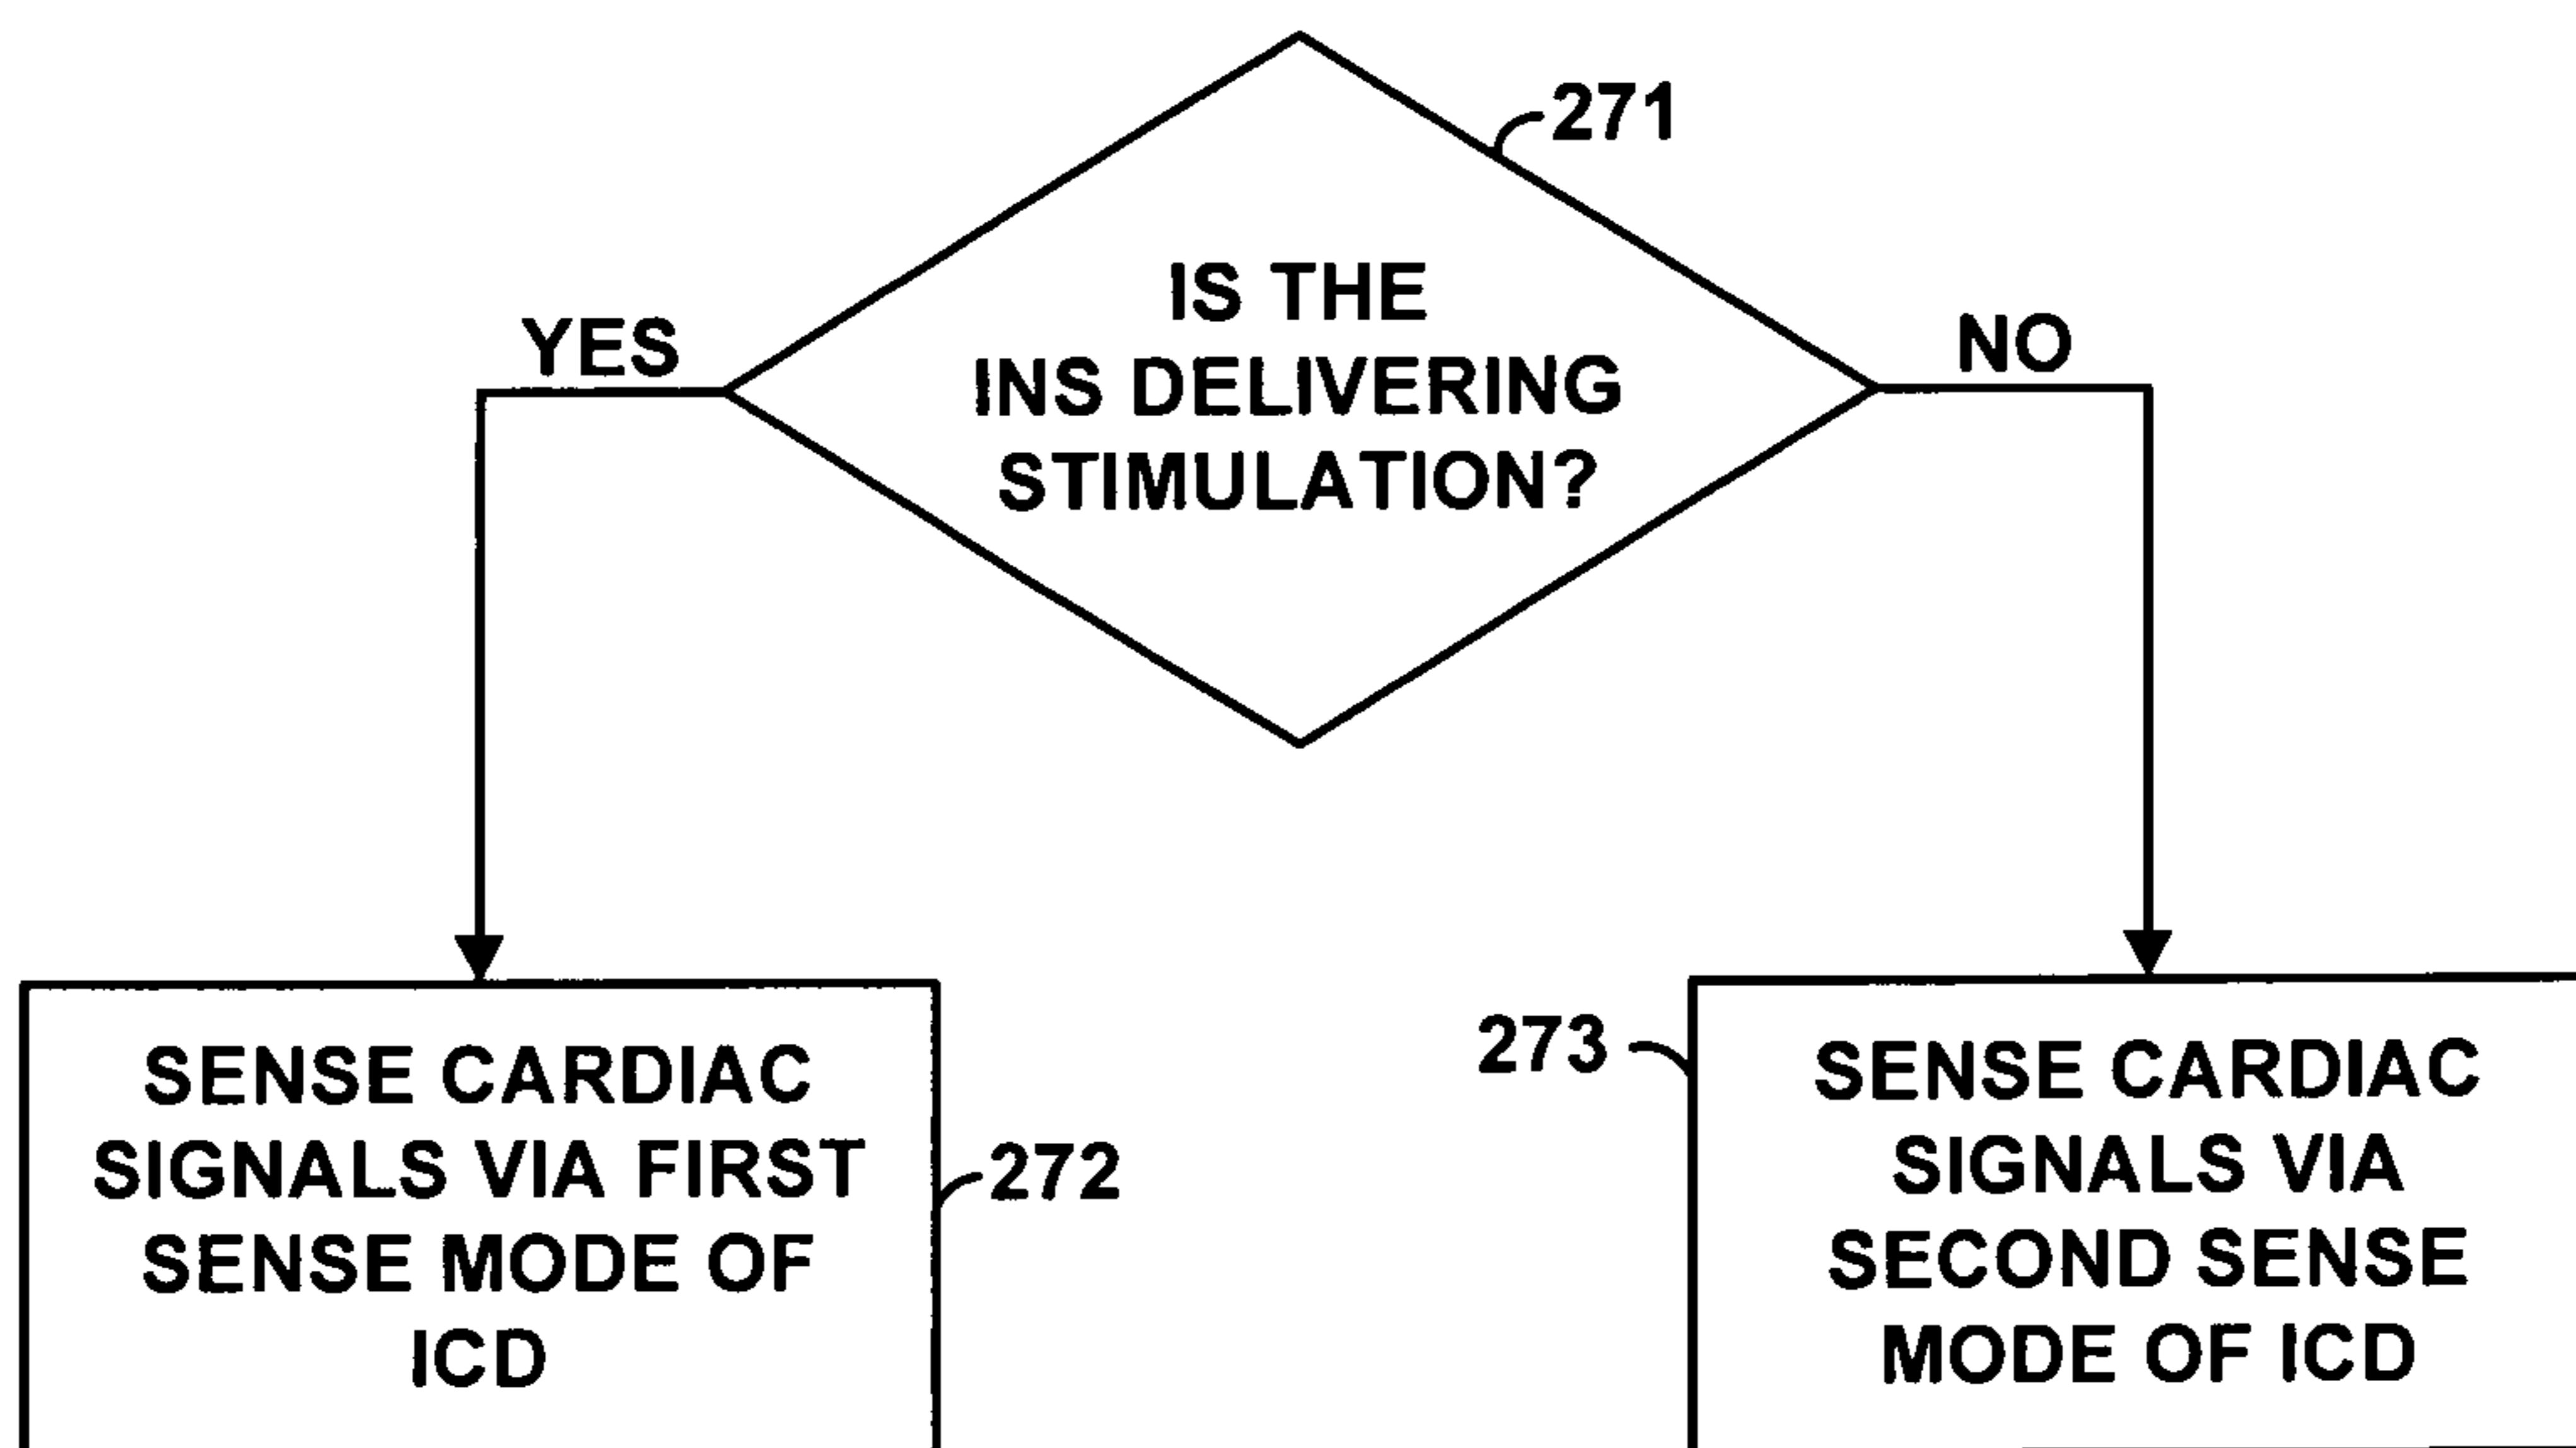 271
IS THE
INS DELIVERING
STIMULATION?
YES
NO
SENSE CARDIAC
SIGNALS VIA FIRST
SENSE MODE OF
ICD
272
273
SENSE CARDIAC
SIGNALS VIA
SECOND SENSE
MODE OF ICD